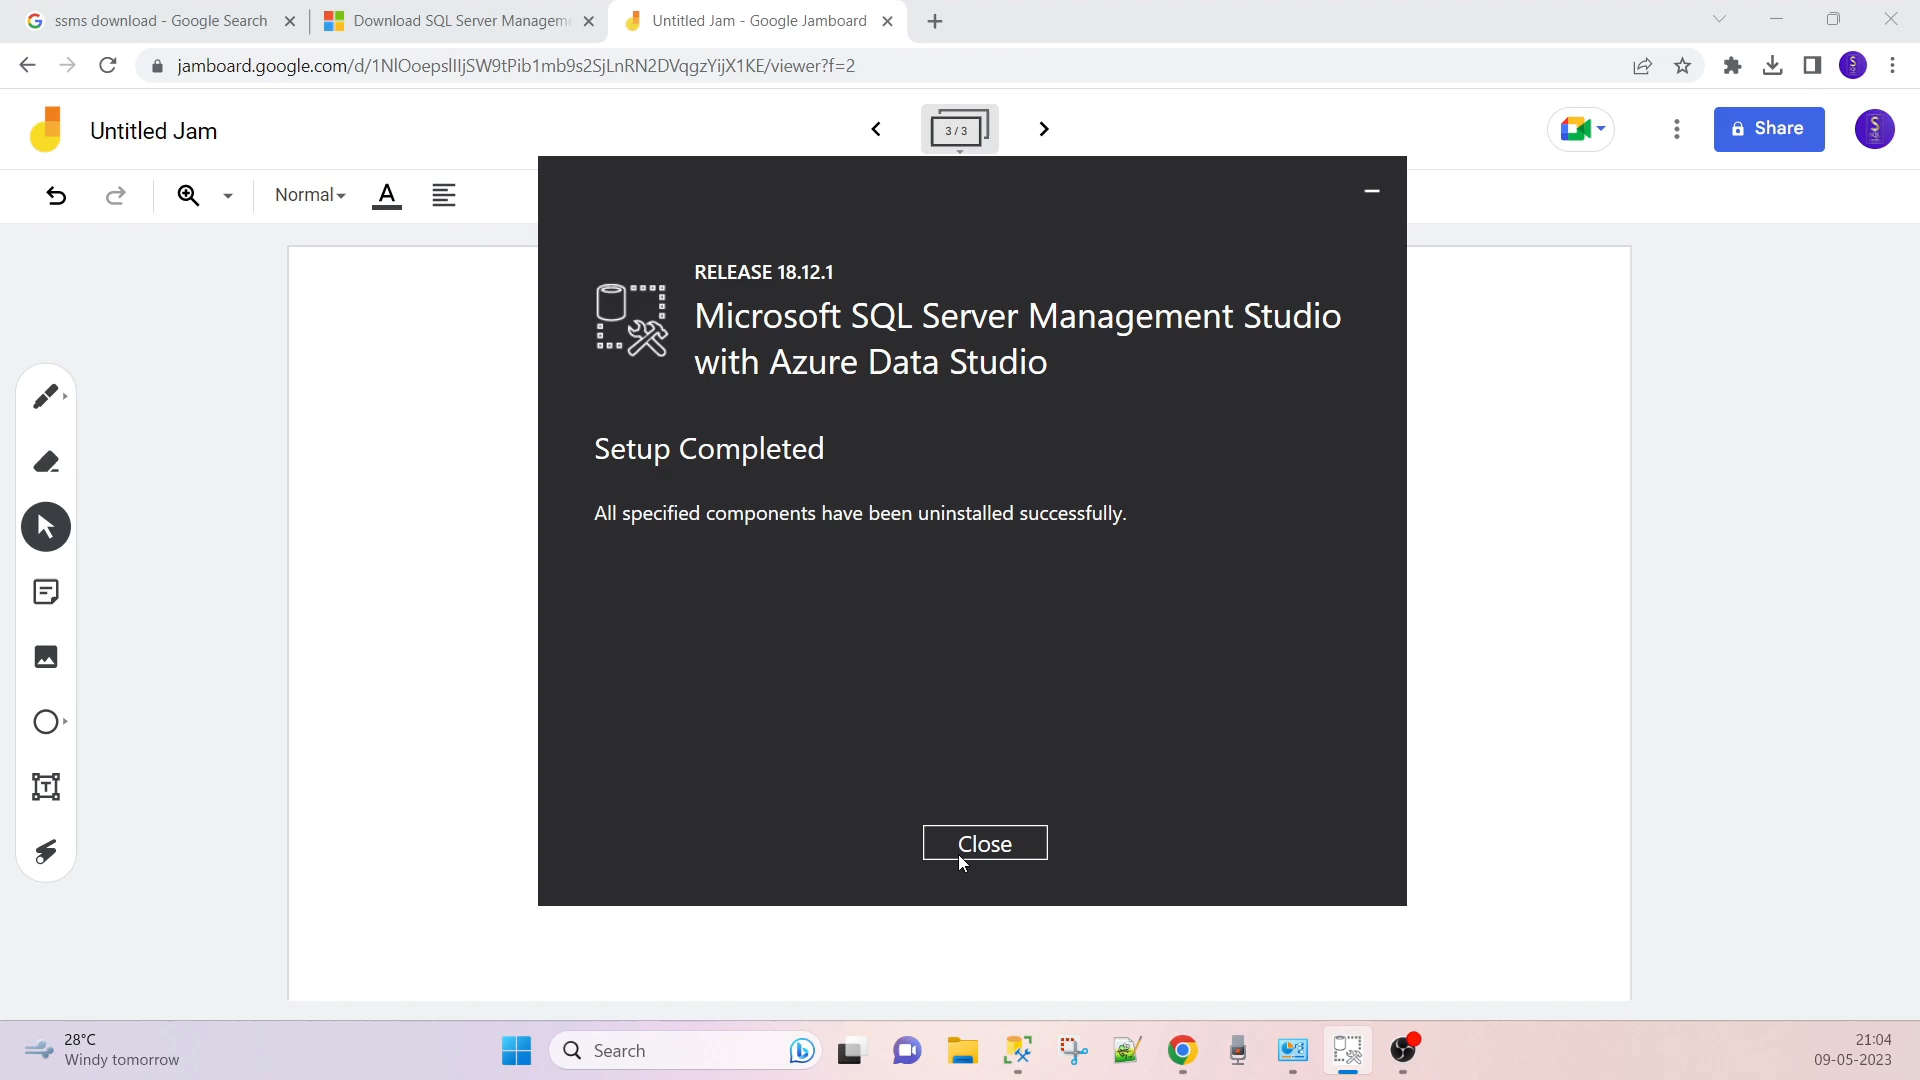 ssms download - Google Search
Download SQL Server Managem
Untitled Jam - Google Jamboard
jamboard.google.com/d/1NlOoepslIIjSW9tPib1mb9s2SjLnRN2DVqgzYijX1KE/viewer?f=2
Untitled Jam
3 / 3
Share
Normal
A
RELEASE 18.12.1
Microsoft SQL Server Management Studio
with Azure Data Studio
Setup Completed
All specified components have been uninstalled successfully.
Close
28°C
Windy tomorrow
Search
21:04
09-05-2023